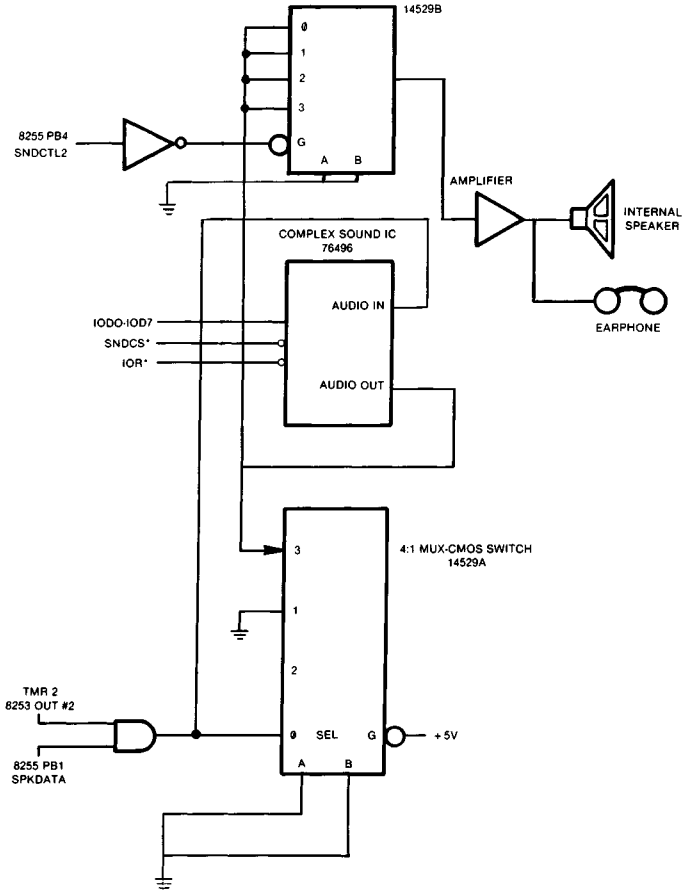 14529B
0
1
2
3
G
A B
8255 PB4
SNDCTL2
AMPLIFIER
INTERNAL
SPEAKER
EARPHONE
COMPLEX SOUND IC
76496
AUDIO IN
IODO-IOD7
SNDCS*
IOR*
AUDIO OUT
3
4:1 MUX-CMOS SWITCH
14529A
1
2
TMR 2
8253 OUT #2
0 SEL G
+5V
8255 PB1
SPKDATA
A B